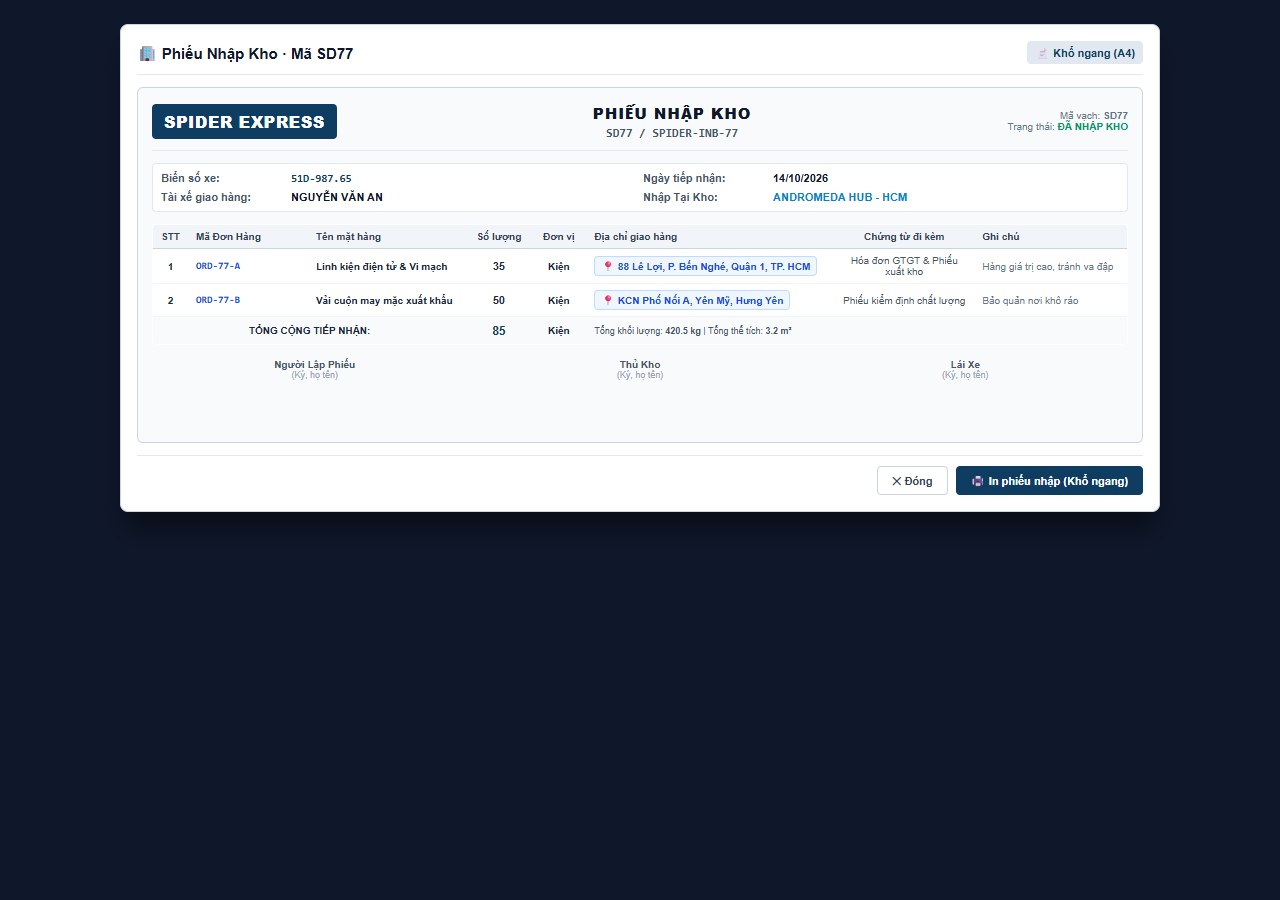 Phiếu Nhập Kho · Mã SD77
Khổ ngang (A4)
SPIDER EXPRESS
PHIẾU NHẬP KHO
SD77 / SPIDER-INB-77
Mã vạch: SD77
Trạng thái: ĐÃ NHẬP KHO
Biển số xe: 51D-987.65 Ngày tiếp nhận: 14/10/2026
Tài xế giao hàng: NGUYỄN VĂN AN Nhập Tại Kho: ANDROMEDA HUB - HCM
STT Mã Đơn Hàng Tên mặt hàng Số lượng Đơn vị Địa chỉ giao hàng Chứng từ đi kèm Ghi chú
1 ORD-77-A Linh kiện điện tử & Vi mạch 35 Kiện 88 Lê Lợi, P. Bến Nghé, Quận 1, TP. HCM Hóa đơn GTGT & Phiếu xuất kho Hàng giá trị cao, tránh va đập
2 ORD-77-B Vải cuộn may mặc xuất khẩu 50 Kiện KCN Phố Nối A, Yên Mỹ, Hưng Yên Phiếu kiểm định chất lượng Bảo quản nơi khô ráo
TỔNG CỘNG TIẾP NHẬN: 85 Kiện Tổng khối lượng: 420.5 kg | Tổng thể tích: 3.2 m³
Người Lập Phiếu Thủ Kho Lái Xe
(Ký, họ tên) (Ký, họ tên) (Ký, họ tên)
✕ Đóng
In phiếu nhập (Khổ ngang)